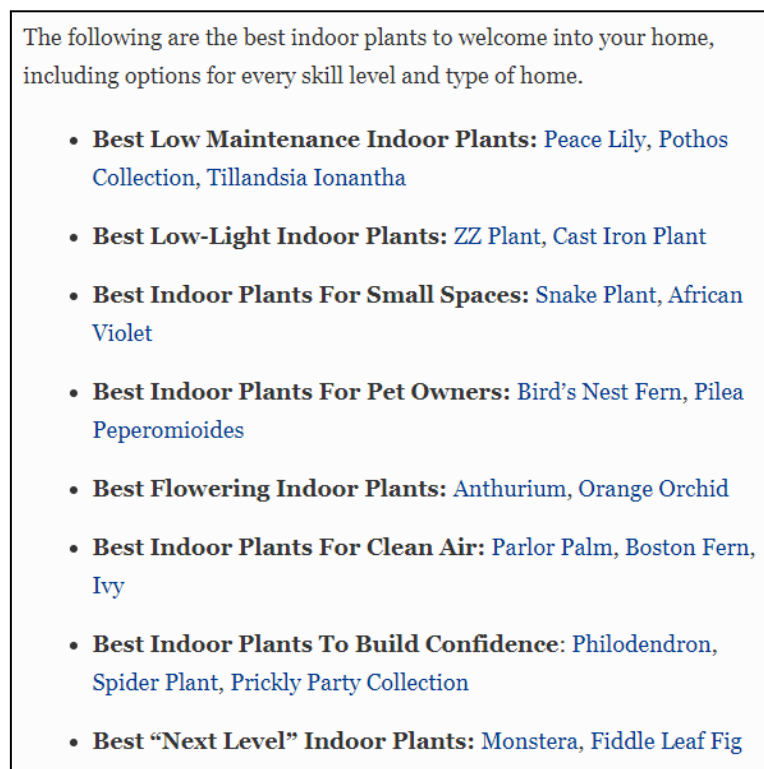 The following are the best indoor plants to welcome into your home,
including options for every skill level and type of home.
• Best Low Maintenance Indoor Plants: Peace Lily, Pothos
Collection, Tillandsia Ionantha
• Best Low-Light Indoor Plants: ZZ Plant, Cast Iron Plant
• Best Indoor Plants For Small Spaces: Snake Plant, African
Violet
• Best Indoor Plants For Pet Owners: Bird’s Nest Fern, Pilea
Peperomioides
• Best Flowering Indoor Plants: Anthurium, Orange Orchid
• Best Indoor Plants For Clean Air: Parlor Palm, Boston Fern,
Ivy
• Best Indoor Plants To Build Confidence: Philodendron,
Spider Plant, Prickly Party Collection
• Best “Next Level” Indoor Plants: Monstera, Fiddle Leaf Fig